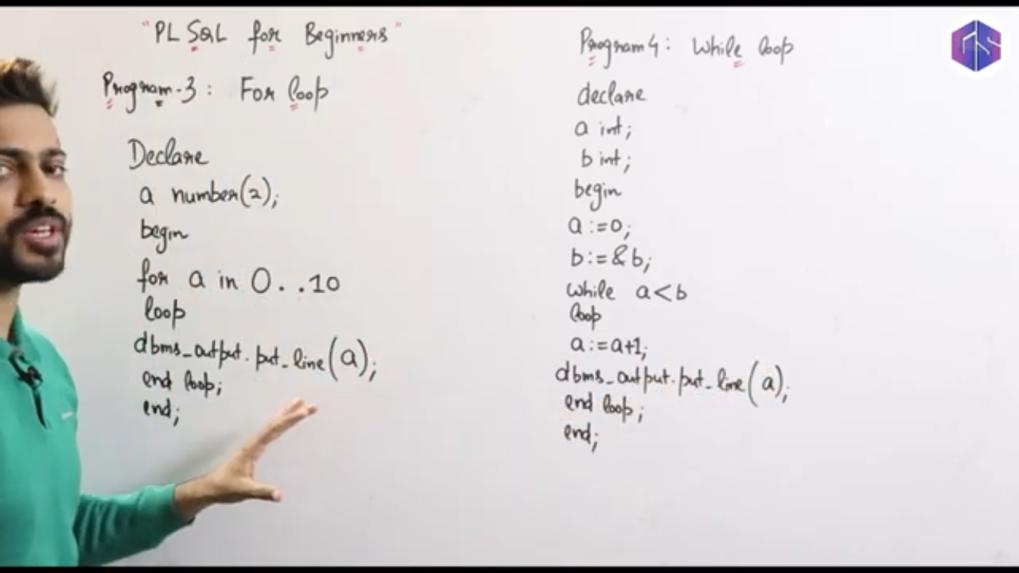 "PL SQL for Beginners"
Program-3: For loop
Declare
a number(2);
begin
for a in 0..10
loop
dbms_output.put_line(a);
end loop;
end;
Program 4: While loop
declare
a int;
b int;
begin
a:=0;
b:=&b;
while a<b
loop
a:=a+1;
dbms_output.put_line(a);
end loop;
end;